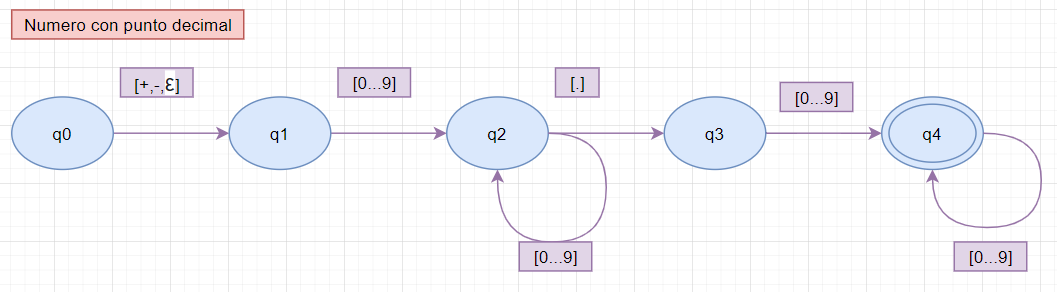 Numero con punto decimal
[+,-,Ɛ]
[0...9]
[.]
[0...9]
q0
q1
q2
q3
q4
[0...9]
[0...9]